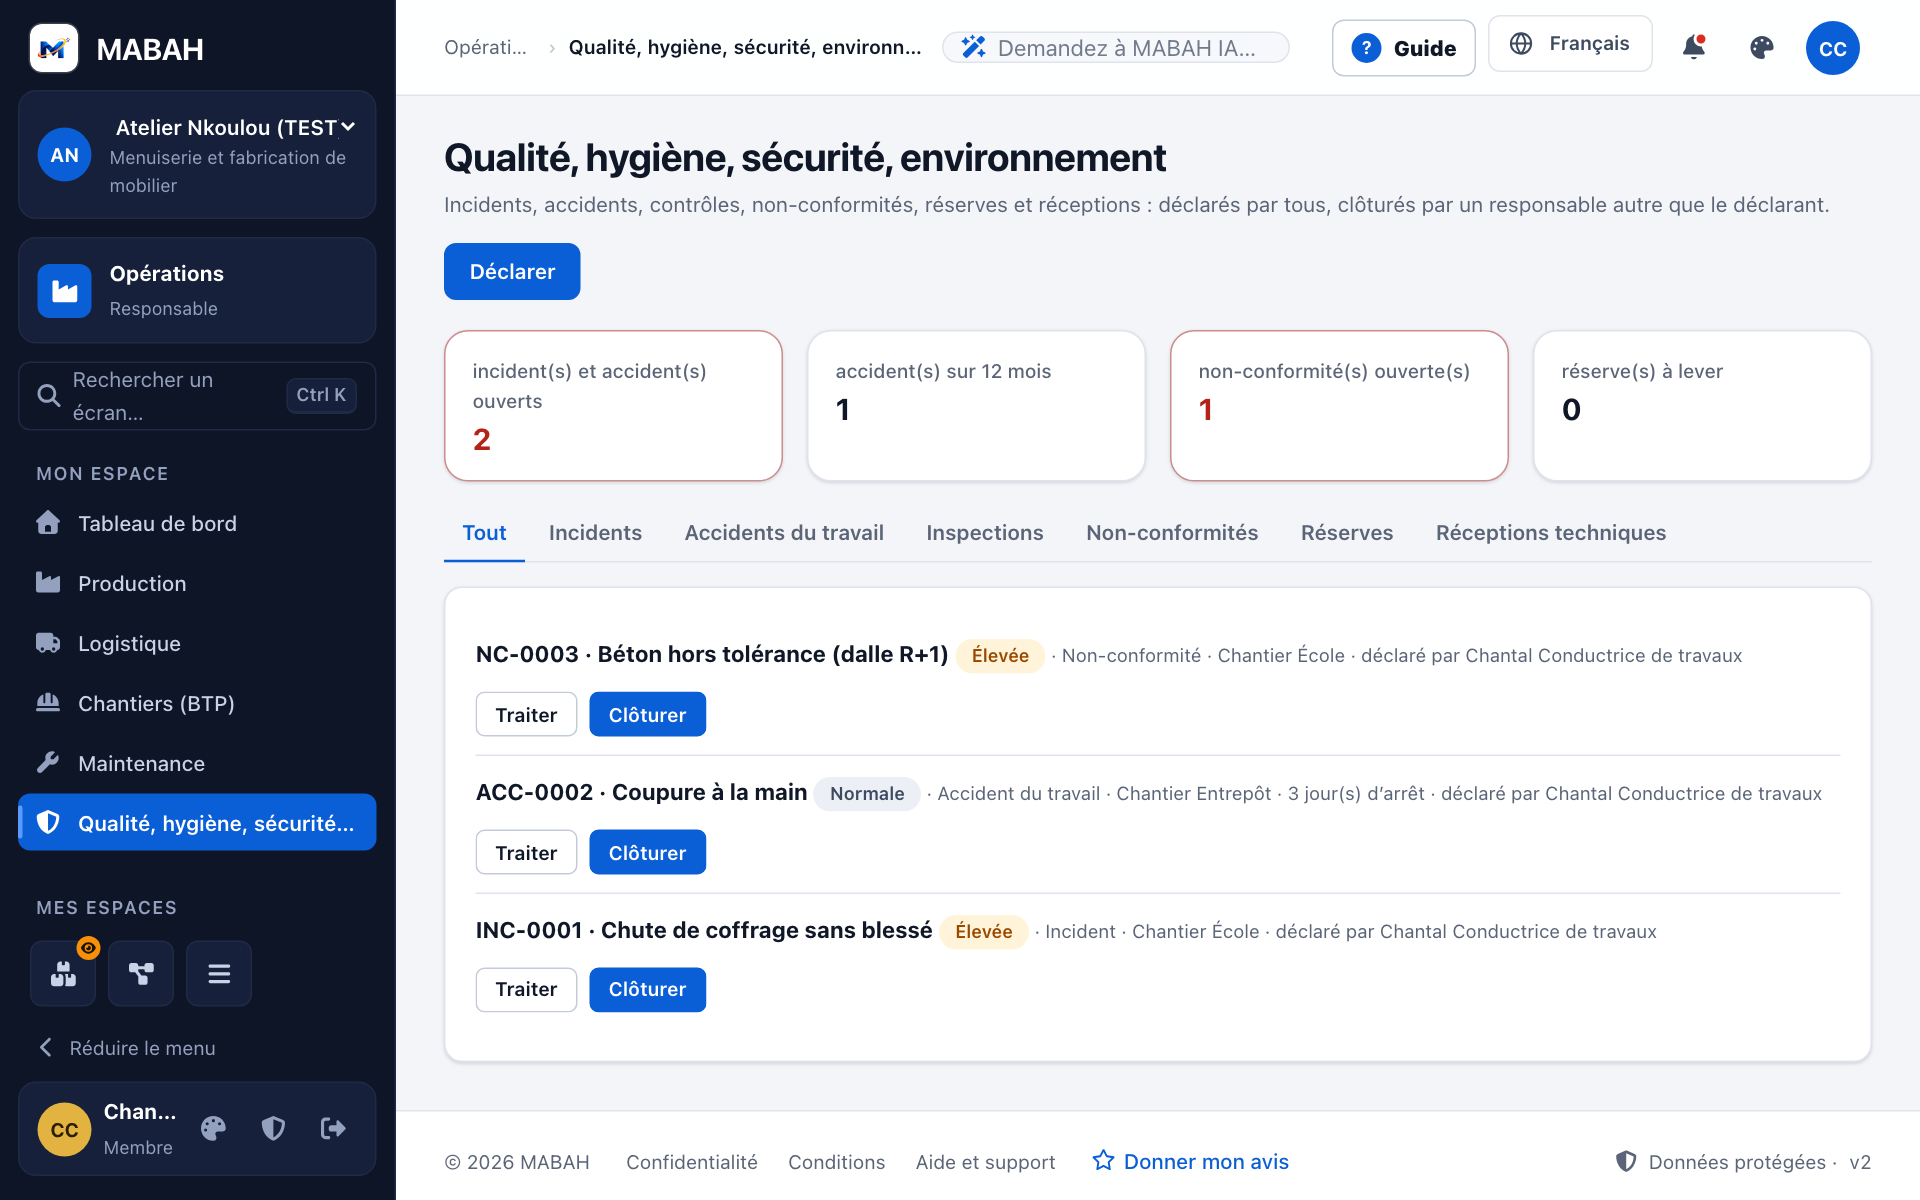 MABAH
AN
Atelier Nkoulou (TEST
Menuiserie et fabrication de
mobilier
Opérations
Responsable
Rechercher un
écran...
Ctrl K
MON ESPACE
Tableau de bord
Production
Logistique
Chantiers (BTP)
Maintenance
Qualité, hygiène, sécurité...
MES ESPACES
Réduire le menu
CC
Chan...
Membre
Opérati...
›
Qualité, hygiène, sécurité, environn...
Demandez à MABAH IA...
? Guide
Français
CC
Qualité, hygiène, sécurité, environnement
Incidents, accidents, contrôles, non-conformités, réserves et réceptions : déclarés par tous, clôturés par un responsable autre que le déclarant.
Déclarer
incident(s) et accident(s)
ouverts
2
accident(s) sur 12 mois
1
non-conformité(s) ouverte(s)
1
réserve(s) à lever
0
Tout Incidents Accidents du travail Inspections Non-conformités Réserves Réceptions techniques
NC-0003 · Béton hors tolérance (dalle R+1) Élevée · Non-conformité · Chantier École · déclaré par Chantal Conductrice de travaux
Traiter Clôturer
ACC-0002 · Coupure à la main Normale · Accident du travail · Chantier Entrepôt · 3 jour(s) d’arrêt · déclaré par Chantal Conductrice de travaux
Traiter Clôturer
INC-0001 · Chute de coffrage sans blessé Élevée · Incident · Chantier École · déclaré par Chantal Conductrice de travaux
Traiter Clôturer
© 2026 MABAH Confidentialité Conditions Aide et support Donner mon avis Données protégées · v2